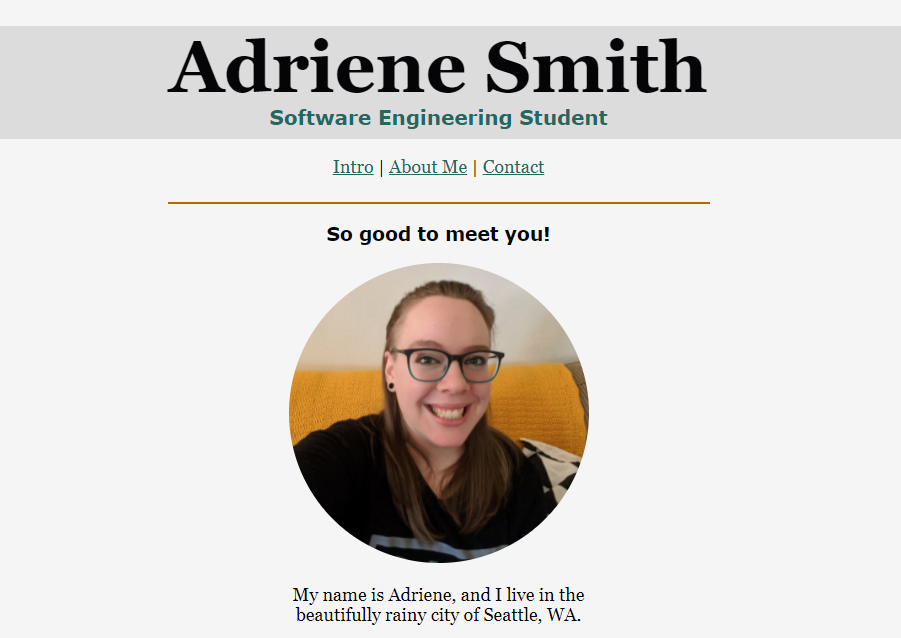 Adriene Smith
Software Engineering Student
Intro | About Me | Contact
So good to meet you!
My name is Adriene, and I live in the
beautifully rainy city of Seattle, WA.